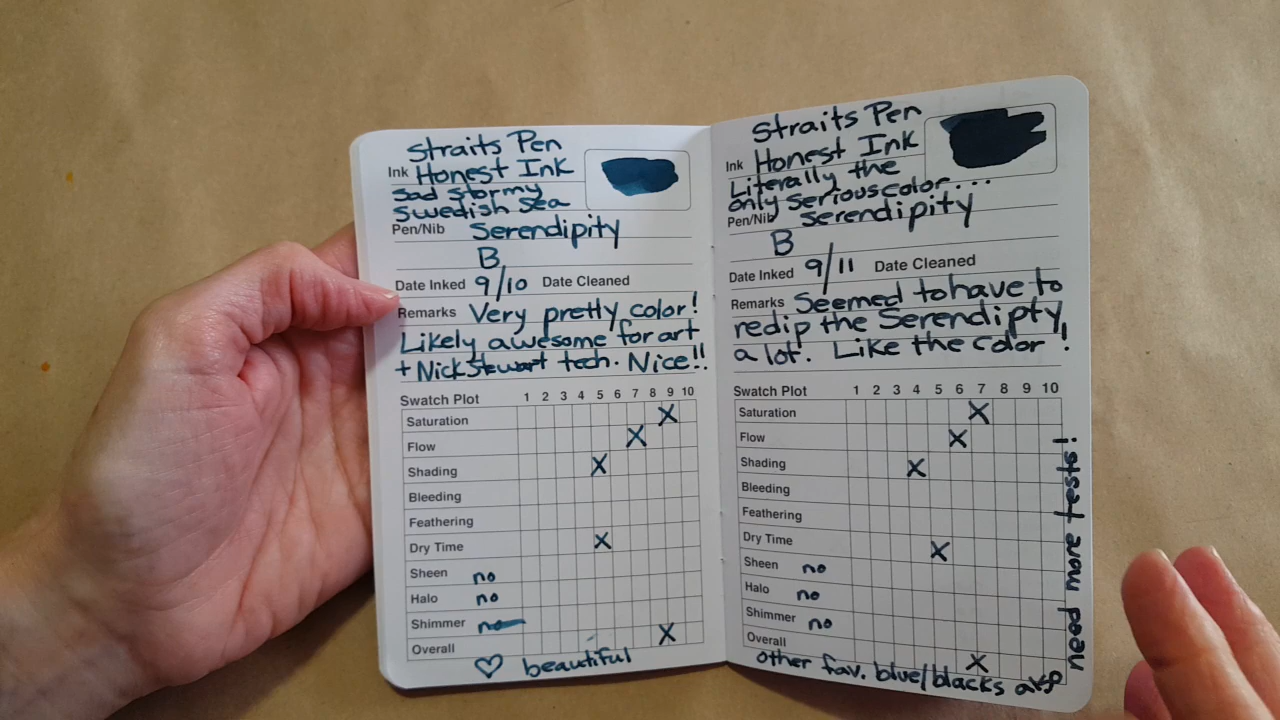 Straits Pen
Ink Honest Ink
Sad stormy
Swedish Sea
Pen/Nib Serendipity
B
Date Inked 9/10 Date Cleaned
Remarks Very pretty color!
Likely awesome for art
+ Nick Stewart tech. Nice!!
Swatch Plot 1 2 3 4 5 6 7 8 9 10
Saturation X
Flow X
Shading X
Bleeding
Feathering
Dry Time X
Sheen no
Halo no
Shimmer no
Overall X
♡ beautiful
Straits Pen
Ink Honest Ink
Literally the
only serious color...
Pen/Nib Serendipity
B
Date Inked 9/11 Date Cleaned
Remarks Seemed to have to
redip the Serendipty,
a lot. Like the color!
Swatch Plot 1 2 3 4 5 6 7 8 9 10
Saturation X
Flow X
Shading X
Bleeding
Feathering
Dry Time X
Sheen no
Halo no
Shimmer no
Overall X
other fav. blue/blacks
need more tests!